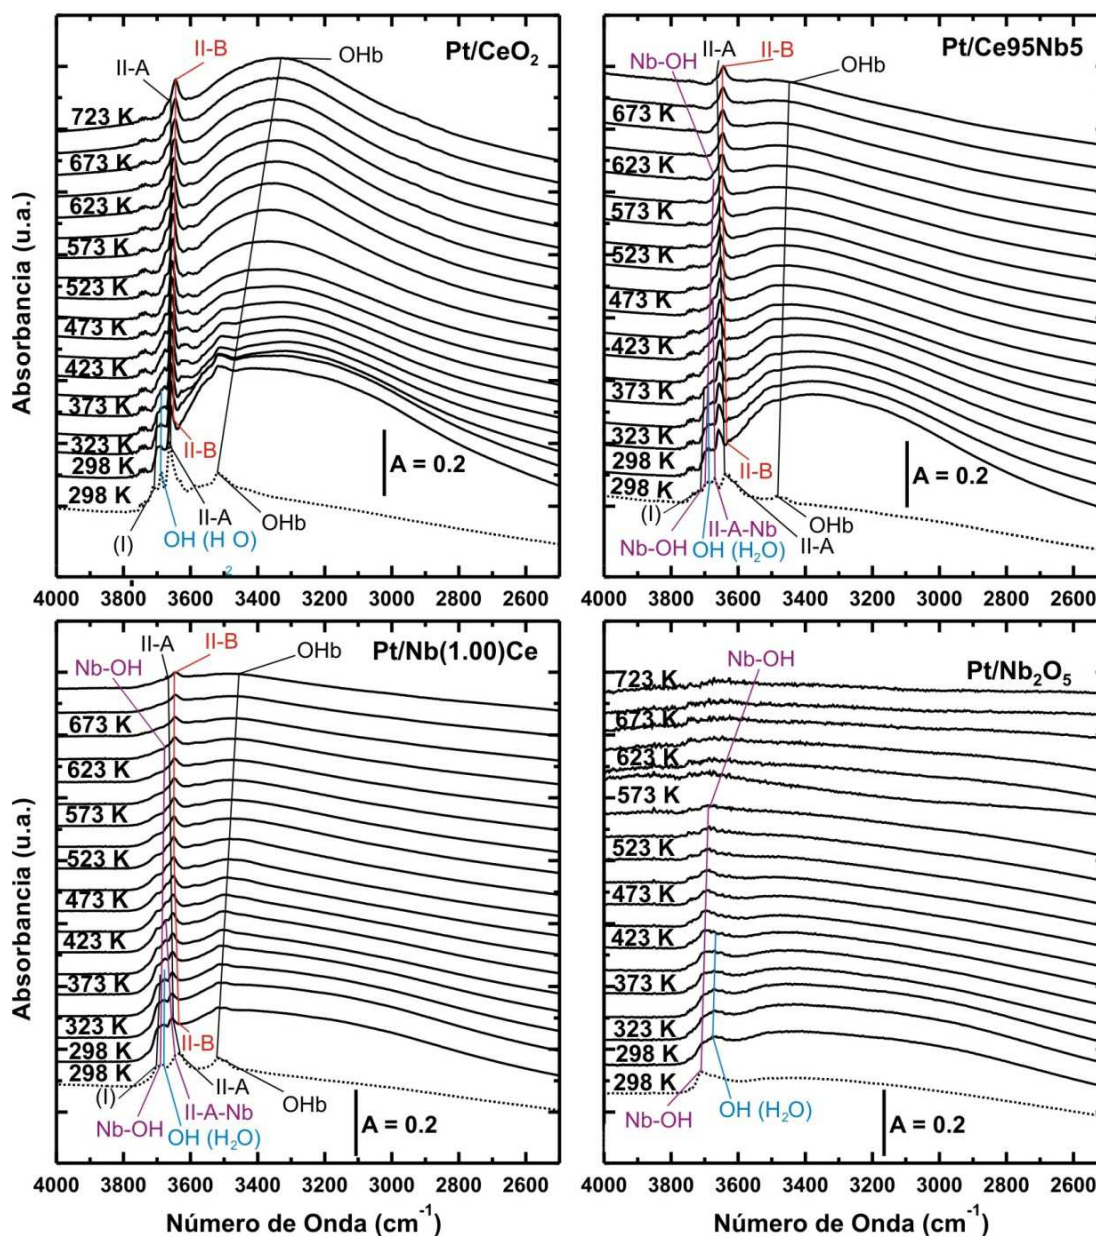 Pt/CeO2
II-B
II-A
OHb
723 K
673 K
623 K
573 K
523 K
473 K
423 K
373 K
323 K
298 K
298 K
II-B
A = 0.2
(I)
II-A
OHb
OH (H O)
2
4000 3800 3600 3400 3200 3000 2800 2600
Absorbancia (u.a.)
Pt/Ce95Nb5
II-B
II-A
Nb-OH
OHb
673 K
623 K
573 K
523 K
473 K
423 K
373 K
323 K
298 K
298 K
II-B
A = 0.2
(I)
II-A-Nb
OHb
Nb-OH
OH (H2O)
II-A
4000 3800 3600 3400 3200 3000 2800 2600
Pt/Nb(1.00)Ce
II-B
II-A
OHb
Nb-OH
673 K
623 K
573 K
523 K
473 K
423 K
373 K
323 K
298 K
298 K
II-B
II-A
(I)
II-A-Nb
OHb
Nb-OH
OH (H2O)
A = 0.2
4000 3800 3600 3400 3200 3000 2800 2600
Número de Onda (cm-1)
Absorbancia (u.a.)
Pt/Nb2O5
Nb-OH
723 K
673 K
623 K
573 K
523 K
473 K
423 K
373 K
323 K
298 K
298 K
Nb-OH
OH (H2O)
A = 0.2
4000 3800 3600 3400 3200 3000 2800 2600
Número de Onda (cm-1)